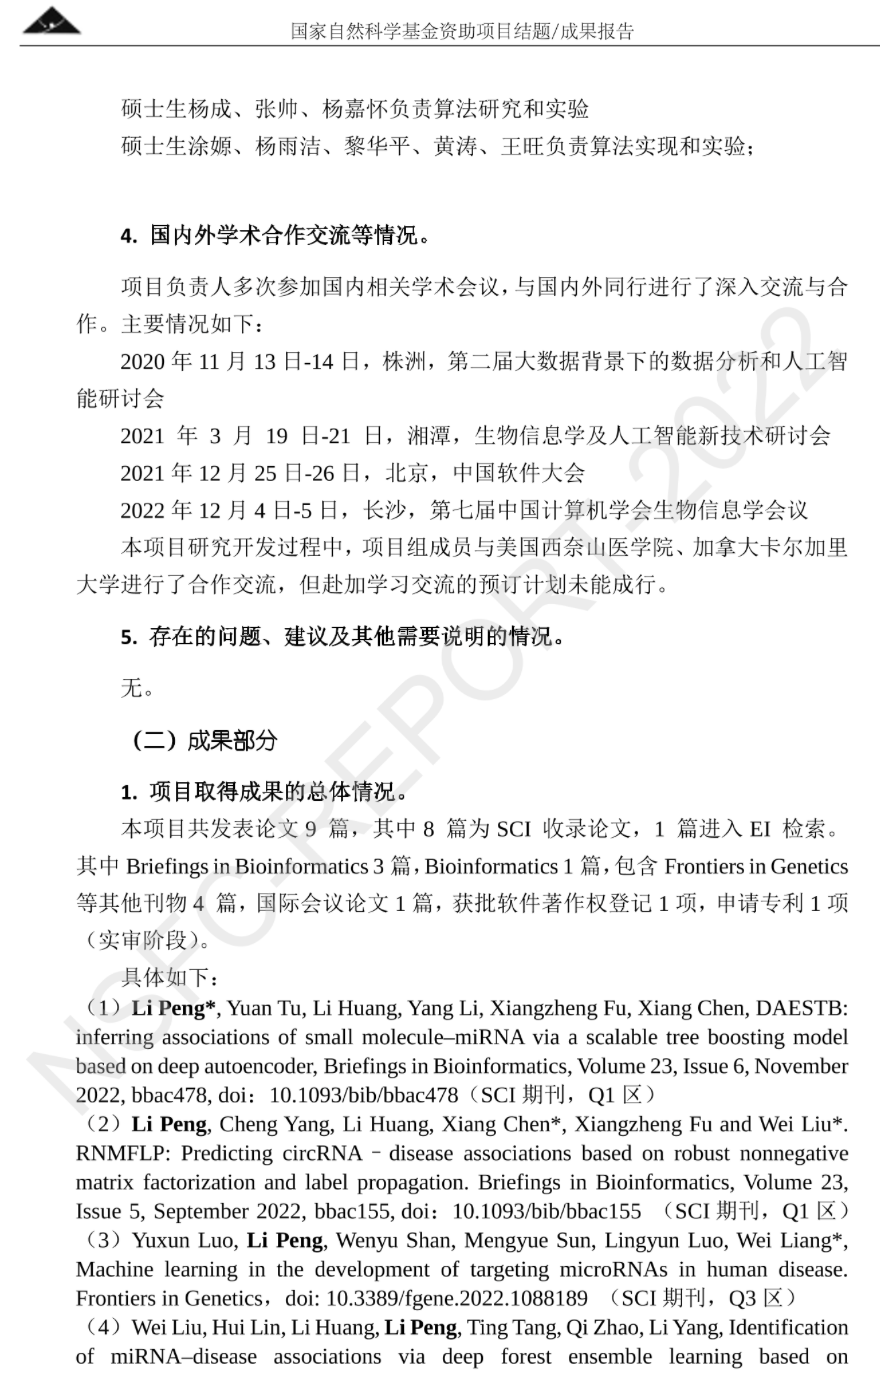 国家自然科学基金资助项目结题/成果报告
硕士生杨成、张帅、杨嘉怀负责算法研究和实验
硕士生涂嫄、杨雨洁、黎华平、黄涛、王旺负责算法实现和实验；
4. 国内外学术合作交流等情况。
项目负责人多次参加国内相关学术会议，与国内外同行进行了深入交流与合
作。主要情况如下：
2020 年 11 月 13 日-14 日，株洲，第二届大数据背景下的数据分析和人工智
能研讨会
2021 年 3 月 19 日-21 日，湘潭，生物信息学及人工智能新技术研讨会
2021 年 12 月 25 日-26 日，北京，中国软件大会
2022 年 12 月 4 日-5 日，长沙，第七届中国计算机学会生物信息学会议
本项目研究开发过程中，项目组成员与美国西奈山医学院、加拿大卡尔加里
大学进行了合作交流，但赴加学习交流的预订计划未能成行。
5. 存在的问题、建议及其他需要说明的情况。
无。
（二）成果部分
1. 项目取得成果的总体情况。
本项目共发表论文 9 篇，其中 8 篇为 SCI 收录论文，1 篇进入 EI 检索。
其中 Briefings in Bioinformatics 3 篇，Bioinformatics 1 篇，包含 Frontiers in Genetics
等其他刊物 4 篇，国际会议论文 1 篇，获批软件著作权登记 1 项，申请专利 1 项
（实审阶段）。
具体如下：
（1）Li Peng*, Yuan Tu, Li Huang, Yang Li, Xiangzheng Fu, Xiang Chen, DAESTB:
inferring associations of small molecule–miRNA via a scalable tree boosting model
based on deep autoencoder, Briefings in Bioinformatics, Volume 23, Issue 6, November
2022, bbac478, doi：10.1093/bib/bbac478（SCI 期刊，Q1 区）
（2）Li Peng, Cheng Yang, Li Huang, Xiang Chen*, Xiangzheng Fu and Wei Liu*.
RNMFLP: Predicting circRNA－disease associations based on robust nonnegative
matrix factorization and label propagation. Briefings in Bioinformatics, Volume 23,
Issue 5, September 2022, bbac155, doi：10.1093/bib/bbac155 （SCI 期刊，Q1 区）
（3）Yuxun Luo, Li Peng, Wenyu Shan, Mengyue Sun, Lingyun Luo, Wei Liang*,
Machine learning in the development of targeting microRNAs in human disease.
Frontiers in Genetics，doi: 10.3389/fgene.2022.1088189 （SCI 期刊，Q3 区）
（4）Wei Liu, Hui Lin, Li Huang, Li Peng, Ting Tang, Qi Zhao, Li Yang, Identification
of miRNA–disease associations via deep forest ensemble learning based on
NSFC-REPORT-2022